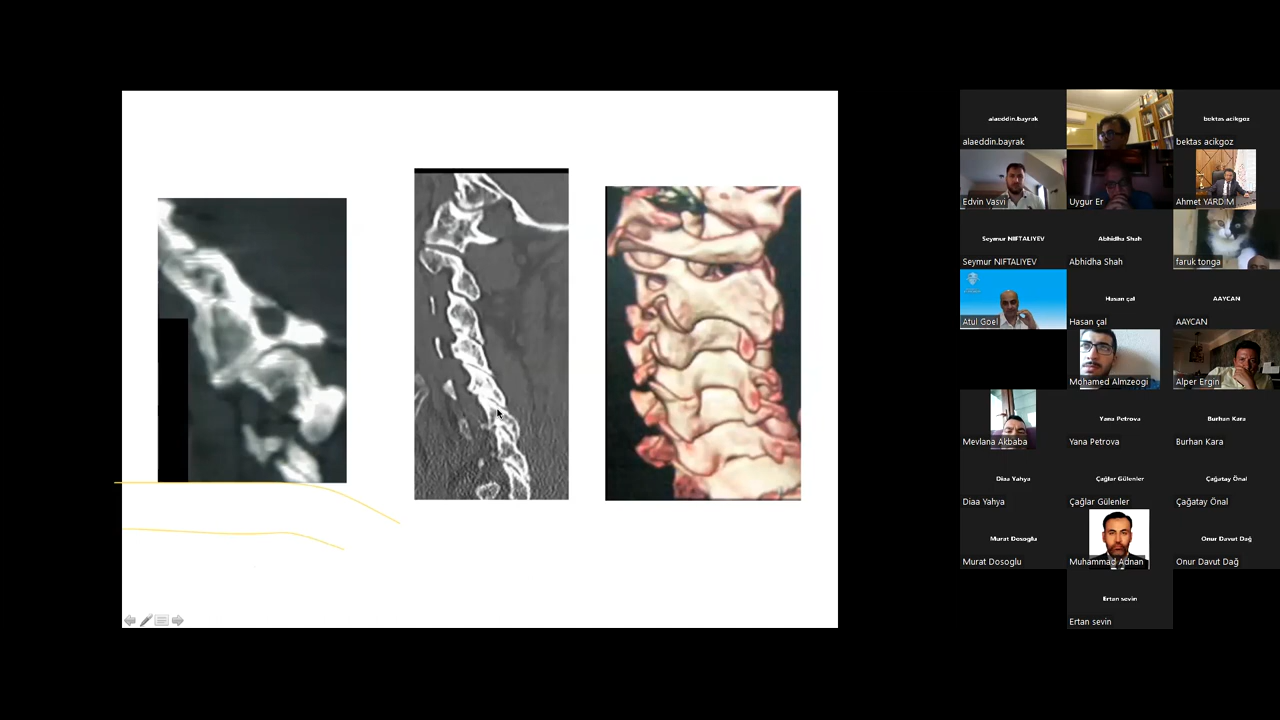 alaeddin.bayrak
alaeddin.bayrak
bektas acikgoz
bektas acikgoz
Edvin Vasvi
Uygur Er
Ahmet YARDIM
Seymur NIFTALIYEV
Seymur NIFTALIYEV
Abhidha Shah
Abhidha Shah
faruk tonga
Atul Goel
Hasan çal
Hasan çal
AAYCAN
AAYCAN
Mohamed Almzeogi
Alper Ergin
Mevlana Akbaba
Yana Petrova
Yana Petrova
Burhan Kara
Burhan Kara
Diaa Yahya
Diaa Yahya
Çağlar Gülenler
Çağlar Gülenler
Çağatay Önal
Çağatay Önal
Murat Dosoglu
Murat Dosoglu
Muhammad Adnan
Onur Davut Dağ
Onur Davut Dağ
Ertan sevin
Ertan sevin